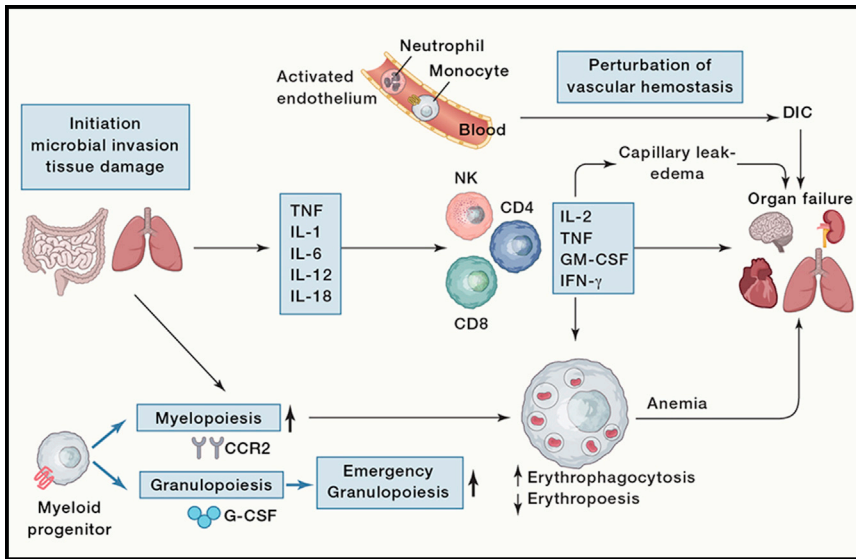 Neutrophil
Monocyte
Activated
endothelium
Blood
Perturbation of
vascular hemostasis
DIC
Initiation
microbial invasion
tissue damage
Capillary leak-
edema
Organ failure
TNF
IL-1
IL-6
IL-12
IL-18
NK
CD4
CD8
IL-2
TNF
GM-CSF
IFN-γ
Myelopoiesis
CCR2
Anemia
Myeloid
progenitor
Granulopoiesis
G-CSF
Emergency
Granulopoiesis
Erythrophagocytosis
Erythropoesis